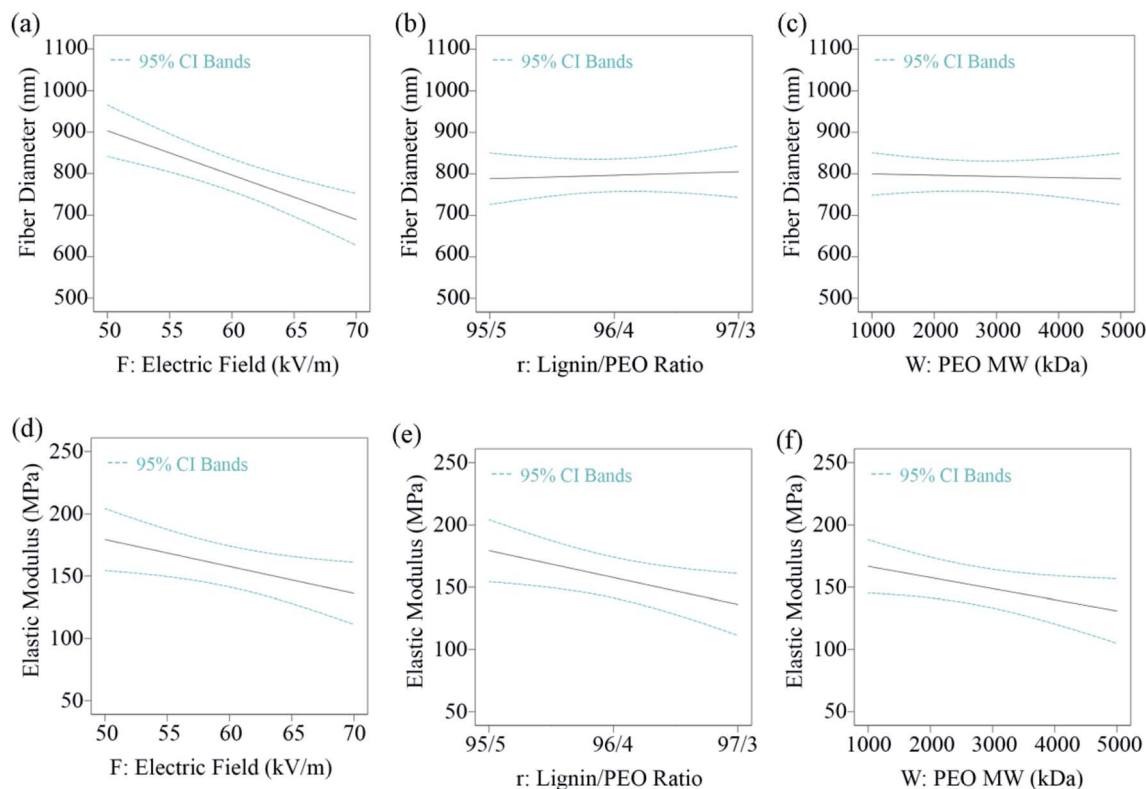 (a)
1100
1000
900
800
700
600
500
Fiber Diameter (nm)
95% CI Bands
50 55 60 65 70
F: Electric Field (kV/m)
(b)
1100
1000
900
800
700
600
500
Fiber Diameter (nm)
95% CI Bands
95/5 96/4 97/3
r: Lignin/PEO Ratio
(c)
1100
1000
900
800
700
600
500
Fiber Diameter (nm)
95% CI Bands
1000 2000 3000 4000 5000
W: PEO MW (kDa)
(d)
250
200
150
100
50
Elastic Modulus (MPa)
95% CI Bands
50 55 60 65 70
F: Electric Field (kV/m)
(e)
250
200
150
100
50
Elastic Modulus (MPa)
95% CI Bands
95/5 96/4 97/3
r: Lignin/PEO Ratio
(f)
250
200
150
100
50
Elastic Modulus (MPa)
95% CI Bands
1000 2000 3000 4000 5000
W: PEO MW (kDa)